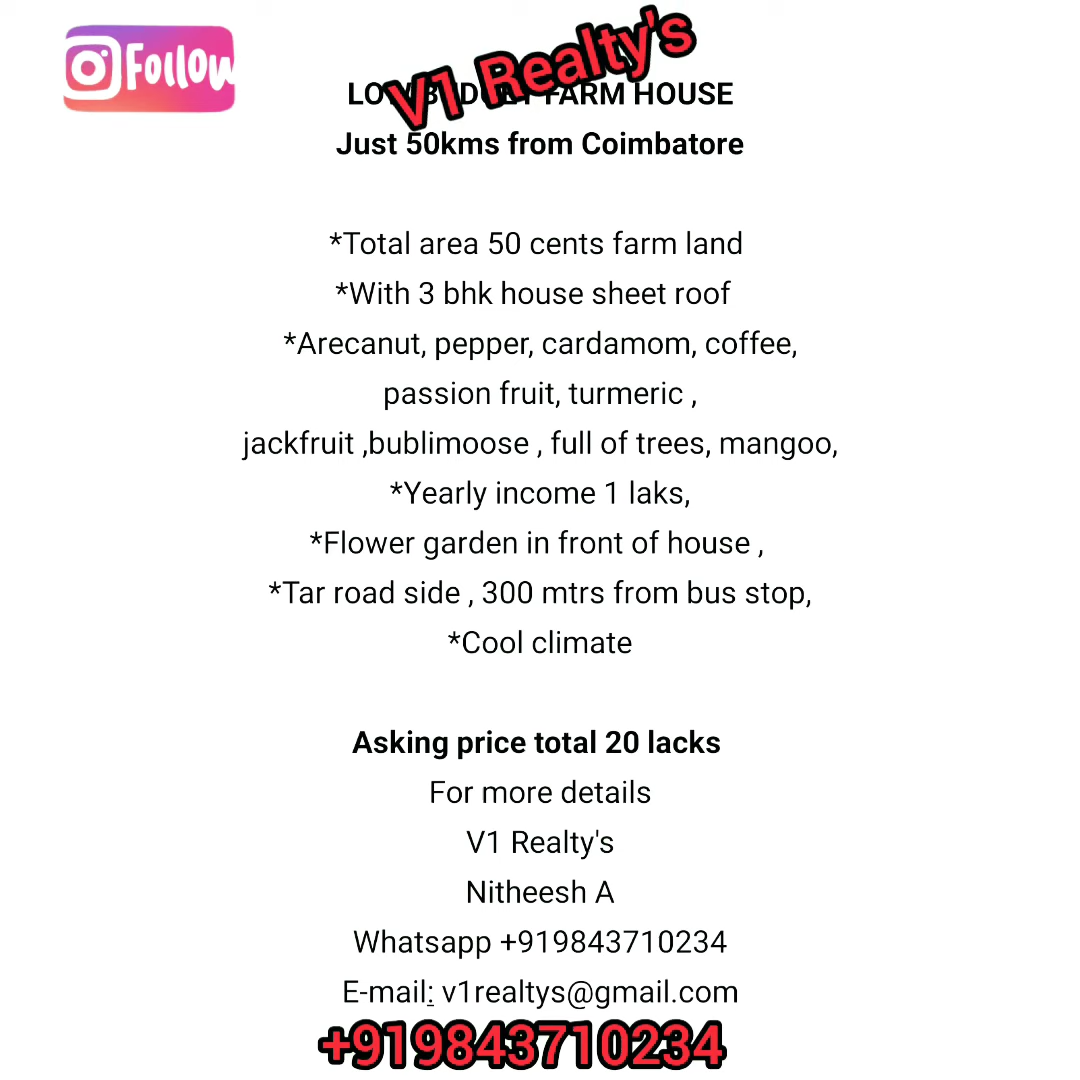 Follow
V1 Realty's
FARM HOUSE
Just 50kms from Coimbatore
*Total area 50 cents farm land
*With 3 bhk house sheet roof
*Arecanut, pepper, cardamom, coffee,
passion fruit, turmeric ,
jackfruit ,bublimoose , full of trees, mangoo,
*Yearly income 1 laks,
*Flower garden in front of house ,
*Tar road side , 300 mtrs from bus stop,
*Cool climate
Asking price total 20 lacks
For more details
V1 Realty's
Nitheesh A
Whatsapp +919843710234
E-mail: v1realtys@gmail.com
+919843710234